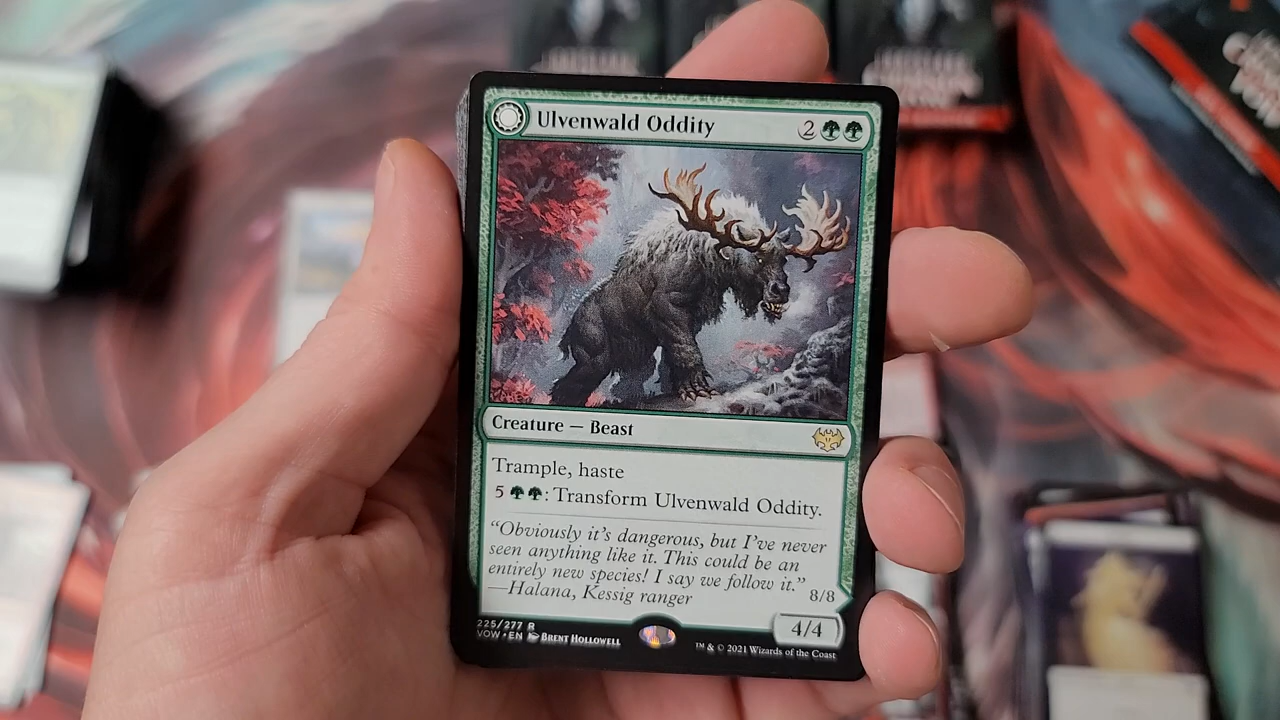 Ulvenwald Oddity 2
Creature — Beast
Trample, haste
5 : Transform Ulvenwald Oddity.
“Obviously it’s dangerous, but I’ve never
seen anything like it. This could be an
entirely new species! I say we follow it.”
—Halana, Kessig ranger
8/8
4/4
225/277 R
VOW • EN Brent Hollowell
™ & © 2021 Wizards of the Coast